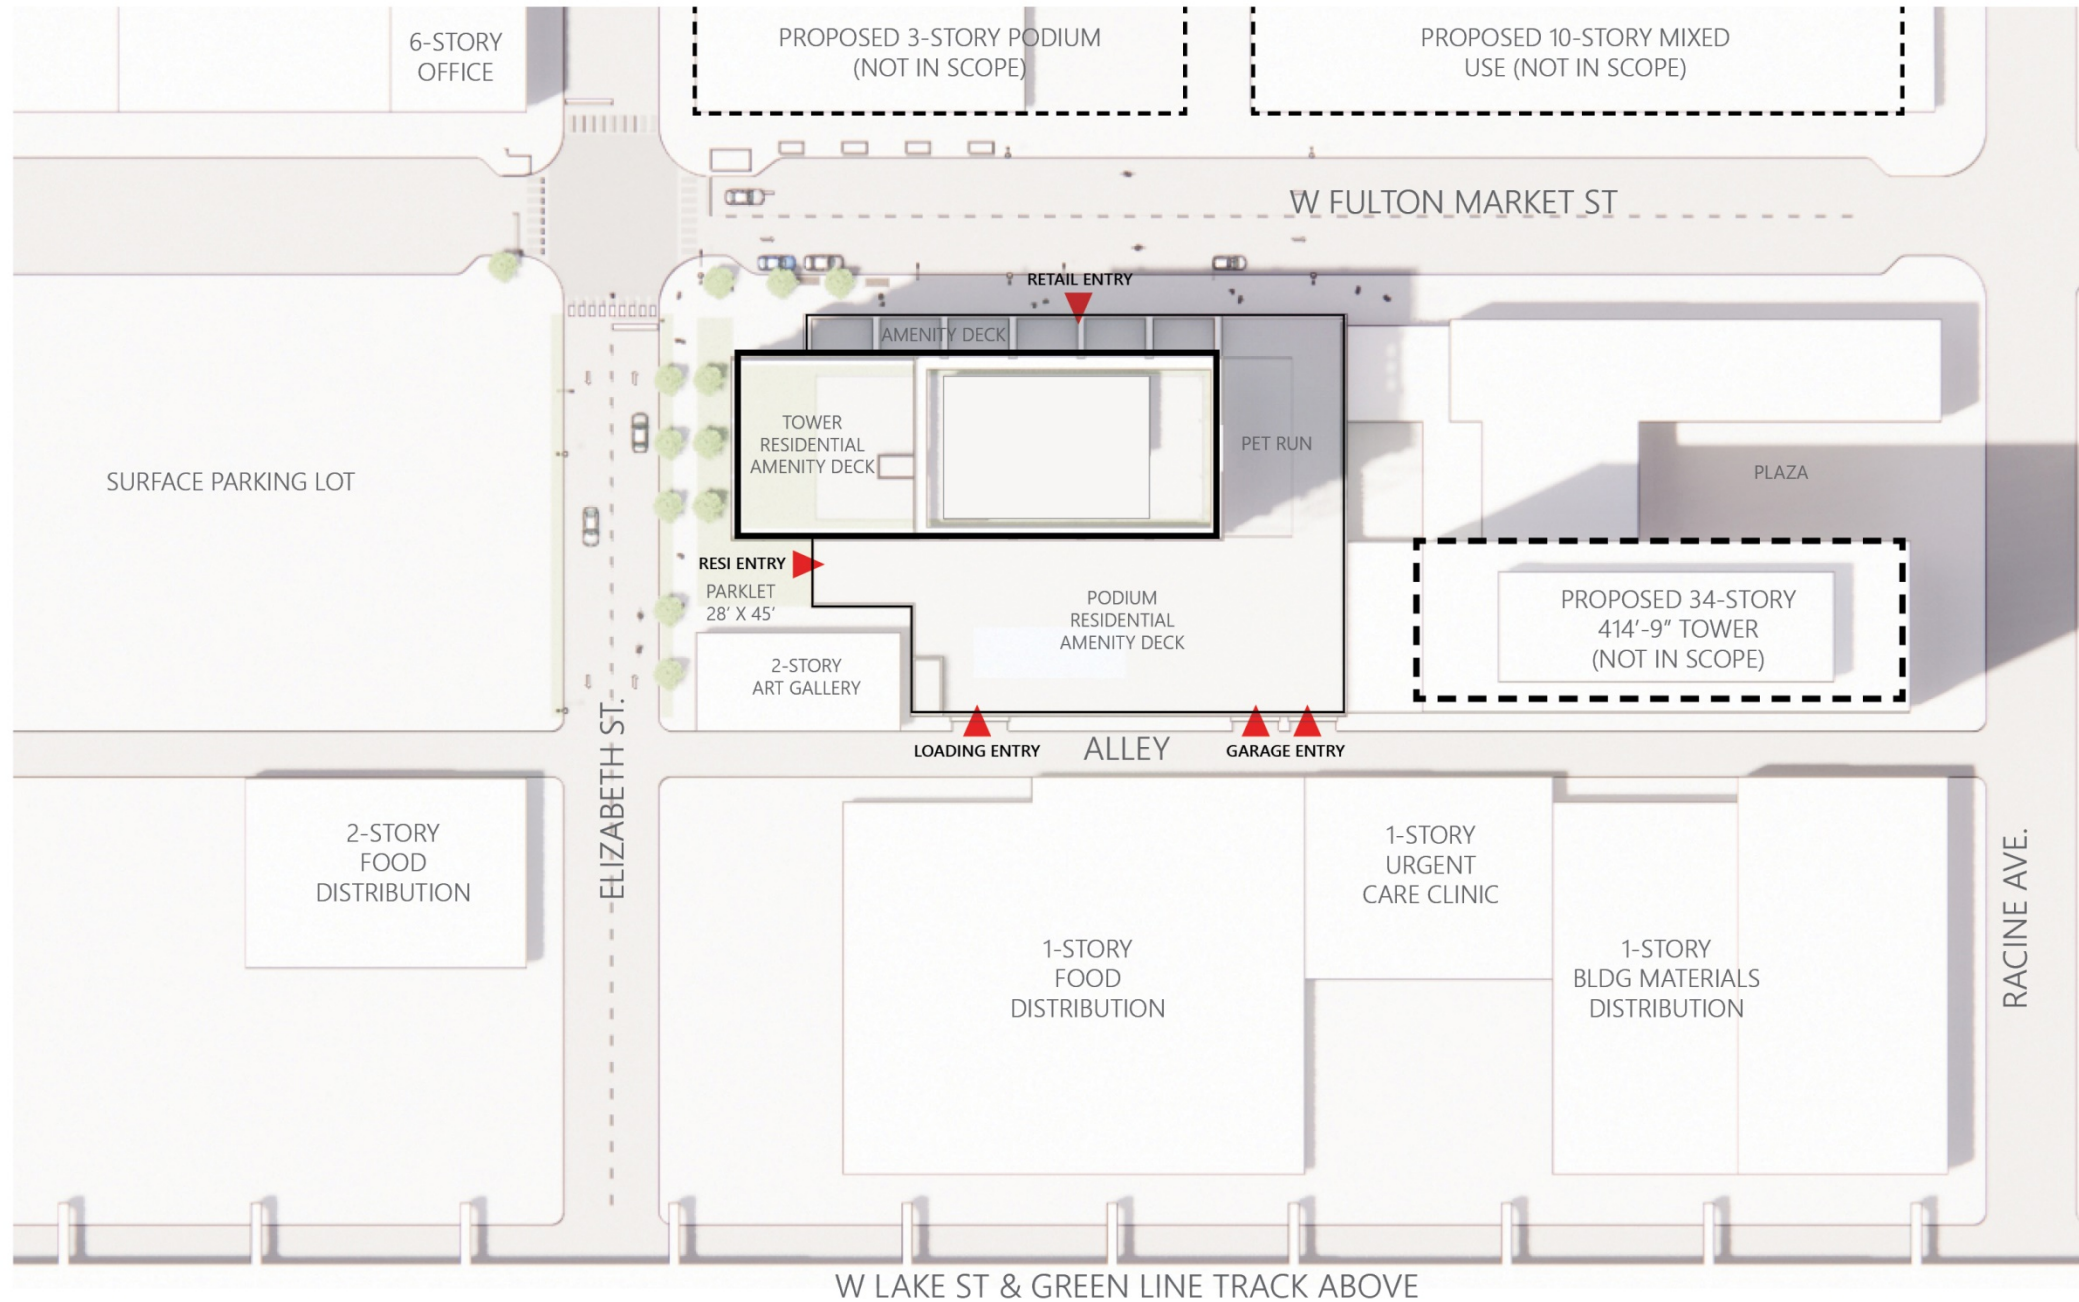 6-STORY
OFFICE
PROPOSED 3-STORY PODIUM
(NOT IN SCOPE)
PROPOSED 10-STORY MIXED
USE (NOT IN SCOPE)
W FULTON MARKET ST
RETAIL ENTRY
AMENITY DECK
TOWER
RESIDENTIAL
AMENITY DECK
PET RUN
PLAZA
SURFACE PARKING LOT
RESI ENTRY
PARKLET
28' X 45'
PODIUM
RESIDENTIAL
AMENITY DECK
PROPOSED 34-STORY
414'-9" TOWER
(NOT IN SCOPE)
2-STORY
ART GALLERY
LOADING ENTRY
ALLEY
GARAGE ENTRY
ELIZABETH ST.
2-STORY
FOOD
DISTRIBUTION
1-STORY
URGENT
CARE CLINIC
1-STORY
FOOD
DISTRIBUTION
1-STORY
BLDG MATERIALS
DISTRIBUTION
RACINE AVE.
W LAKE ST & GREEN LINE TRACK ABOVE